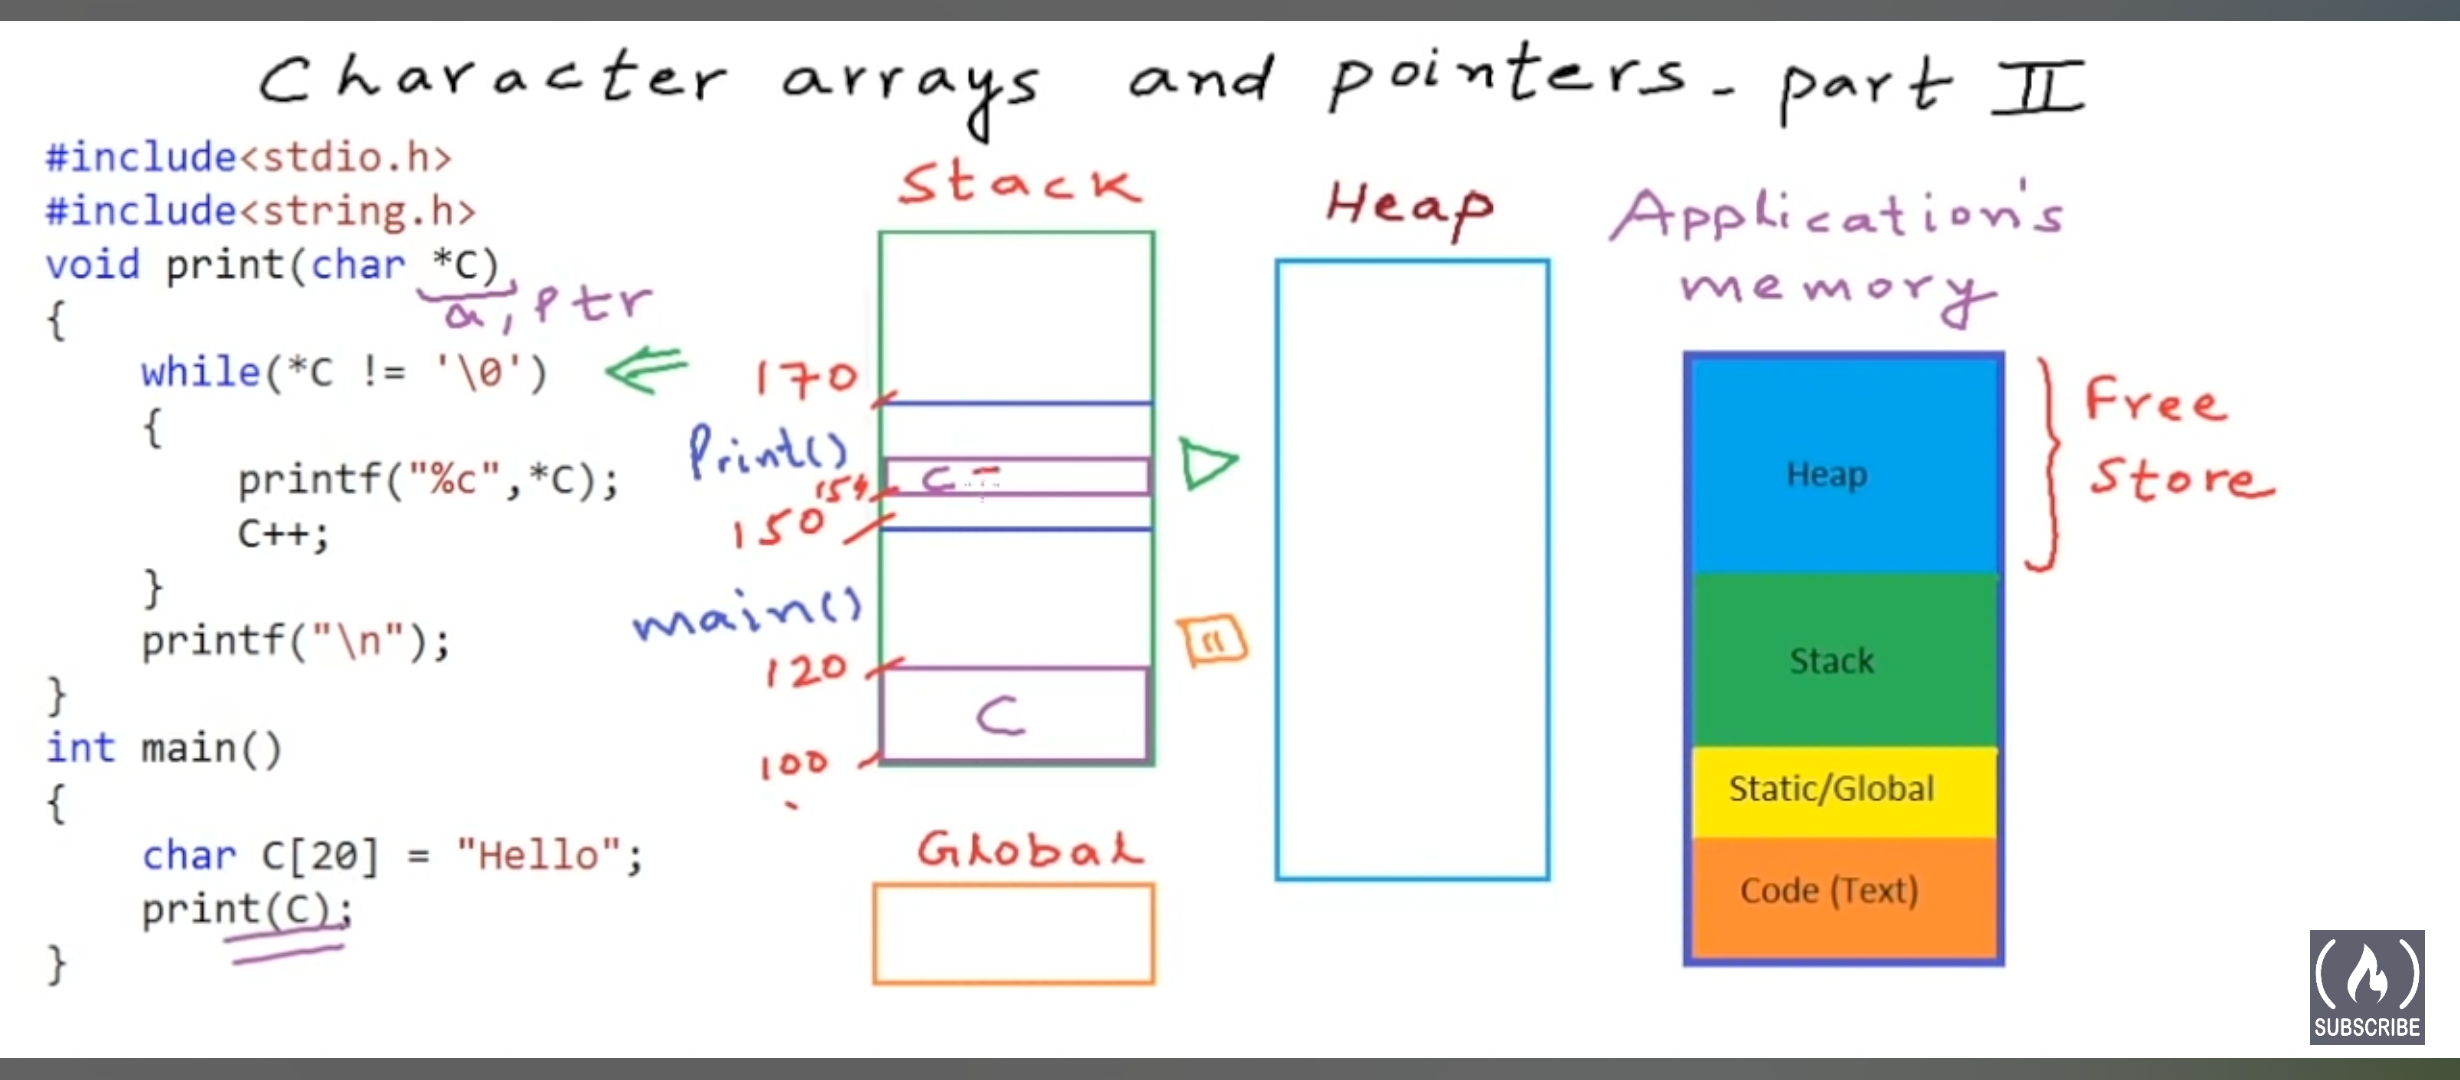 Character arrays and pointers - part II
#include<stdio.h>
#include<string.h>
void print(char *C)
a, Ptr
{
while(*C != '\0')
{
printf("%c",*C);
C++;
}
printf("\n");
}
int main()
{
char C[20] = "Hello";
print(C);
}
Stack
170
Print()
C =
154
150
main()
120
C
100
Global
Heap
Application's
memory
Heap
Stack
Static/Global
Code (Text)
Free
Store
SUBSCRIBE